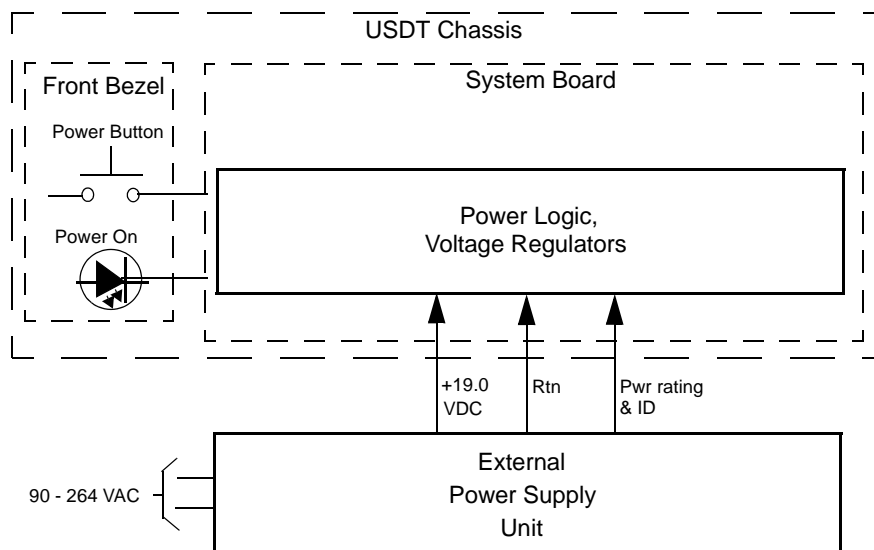 USDT Chassis
Front Bezel
System Board
Power Button
Power Logic,
Voltage Regulators
Power On
+19.0
VDC
Rtn
Pwr rating
& ID
90 - 264 VAC
External
Power Supply
Unit